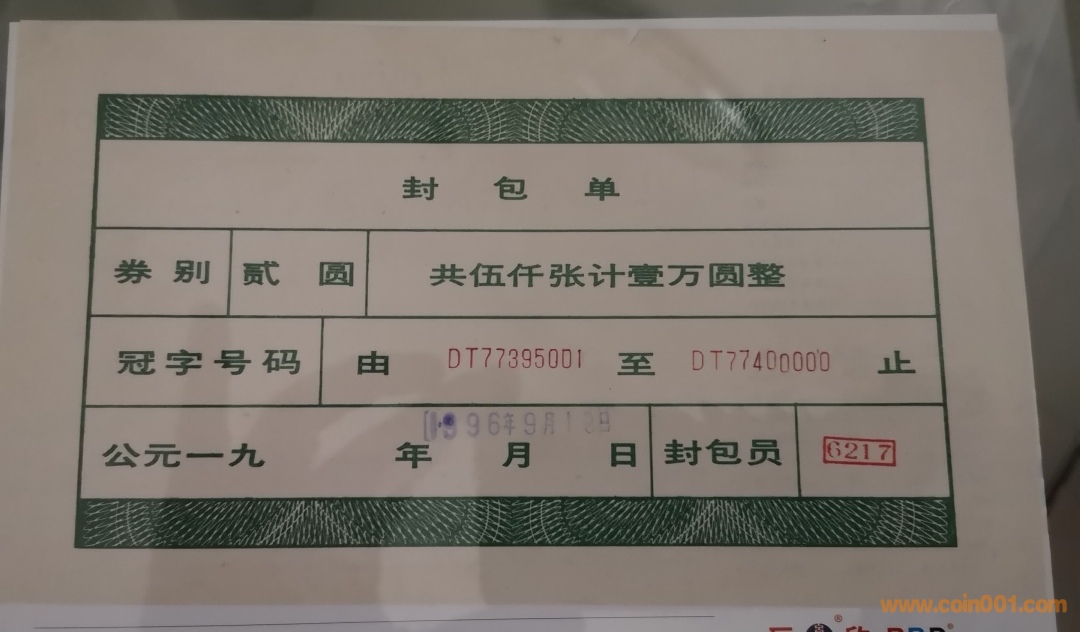 封包单
券别 贰圆 共伍仟张计壹万圆整
冠字号码 由 DT77395001 至 DT77400000 止
1996年9月13日
公元一九 年 月 日 封包员 6217
www.coin001.com